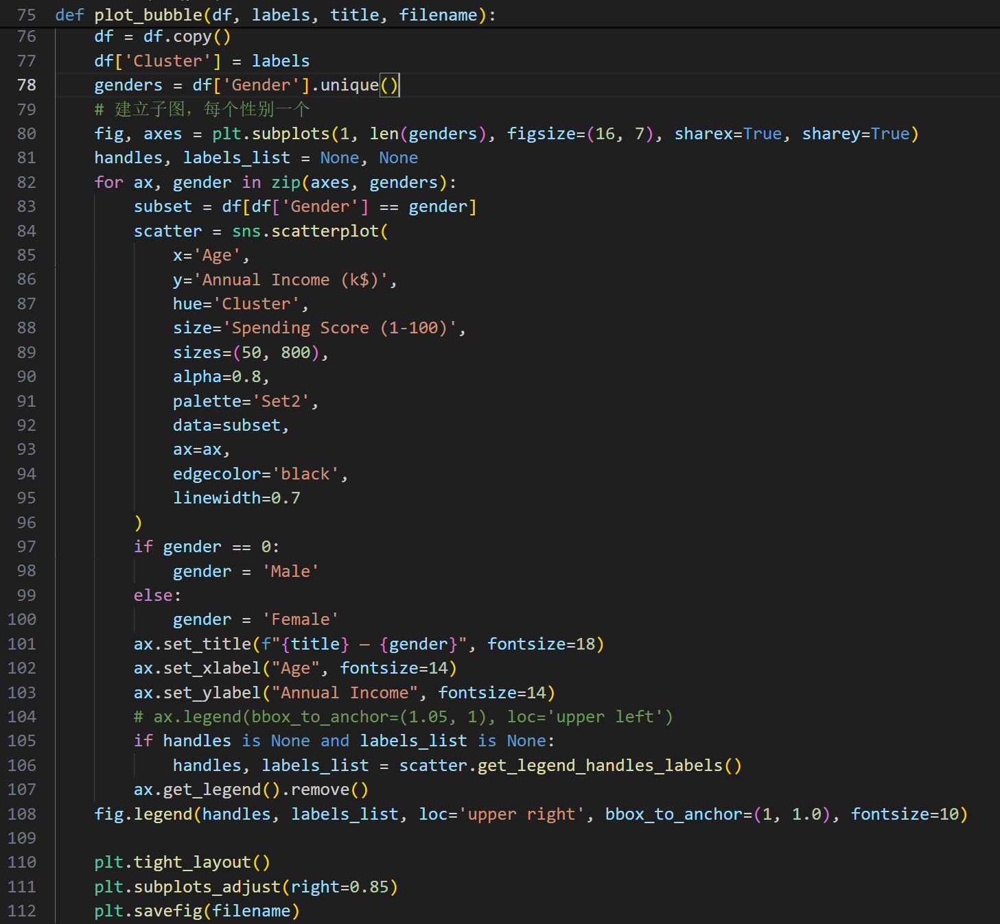 75 def plot_bubble(df, labels, title, filename):
76 df = df.copy()
77 df['Cluster'] = labels
78 genders = df['Gender'].unique()
79 # 建立子图，每个性别一个
80 fig, axes = plt.subplots(1, len(genders), figsize=(16, 7), sharex=True, sharey=True)
81 handles, labels_list = None, None
82 for ax, gender in zip(axes, genders):
83 subset = df[df['Gender'] == gender]
84 scatter = sns.scatterplot(
85 x='Age',
86 y='Annual Income (k$)',
87 hue='Cluster',
88 size='Spending Score (1-100)',
89 sizes=(50, 800),
90 alpha=0.8,
91 palette='Set2',
92 data=subset,
93 ax=ax,
94 edgecolor='black',
95 linewidth=0.7
96 )
97 if gender == 0:
98 gender = 'Male'
99 else:
100 gender = 'Female'
101 ax.set_title(f"{title} — {gender}", fontsize=18)
102 ax.set_xlabel("Age", fontsize=14)
103 ax.set_ylabel("Annual Income", fontsize=14)
104 # ax.legend(bbox_to_anchor=(1.05, 1), loc='upper left')
105 if handles is None and labels_list is None:
106 handles, labels_list = scatter.get_legend_handles_labels()
107 ax.get_legend().remove()
108 fig.legend(handles, labels_list, loc='upper right', bbox_to_anchor=(1, 1.0), fontsize=10)
109
110 plt.tight_layout()
111 plt.subplots_adjust(right=0.85)
112 plt.savefig(filename)